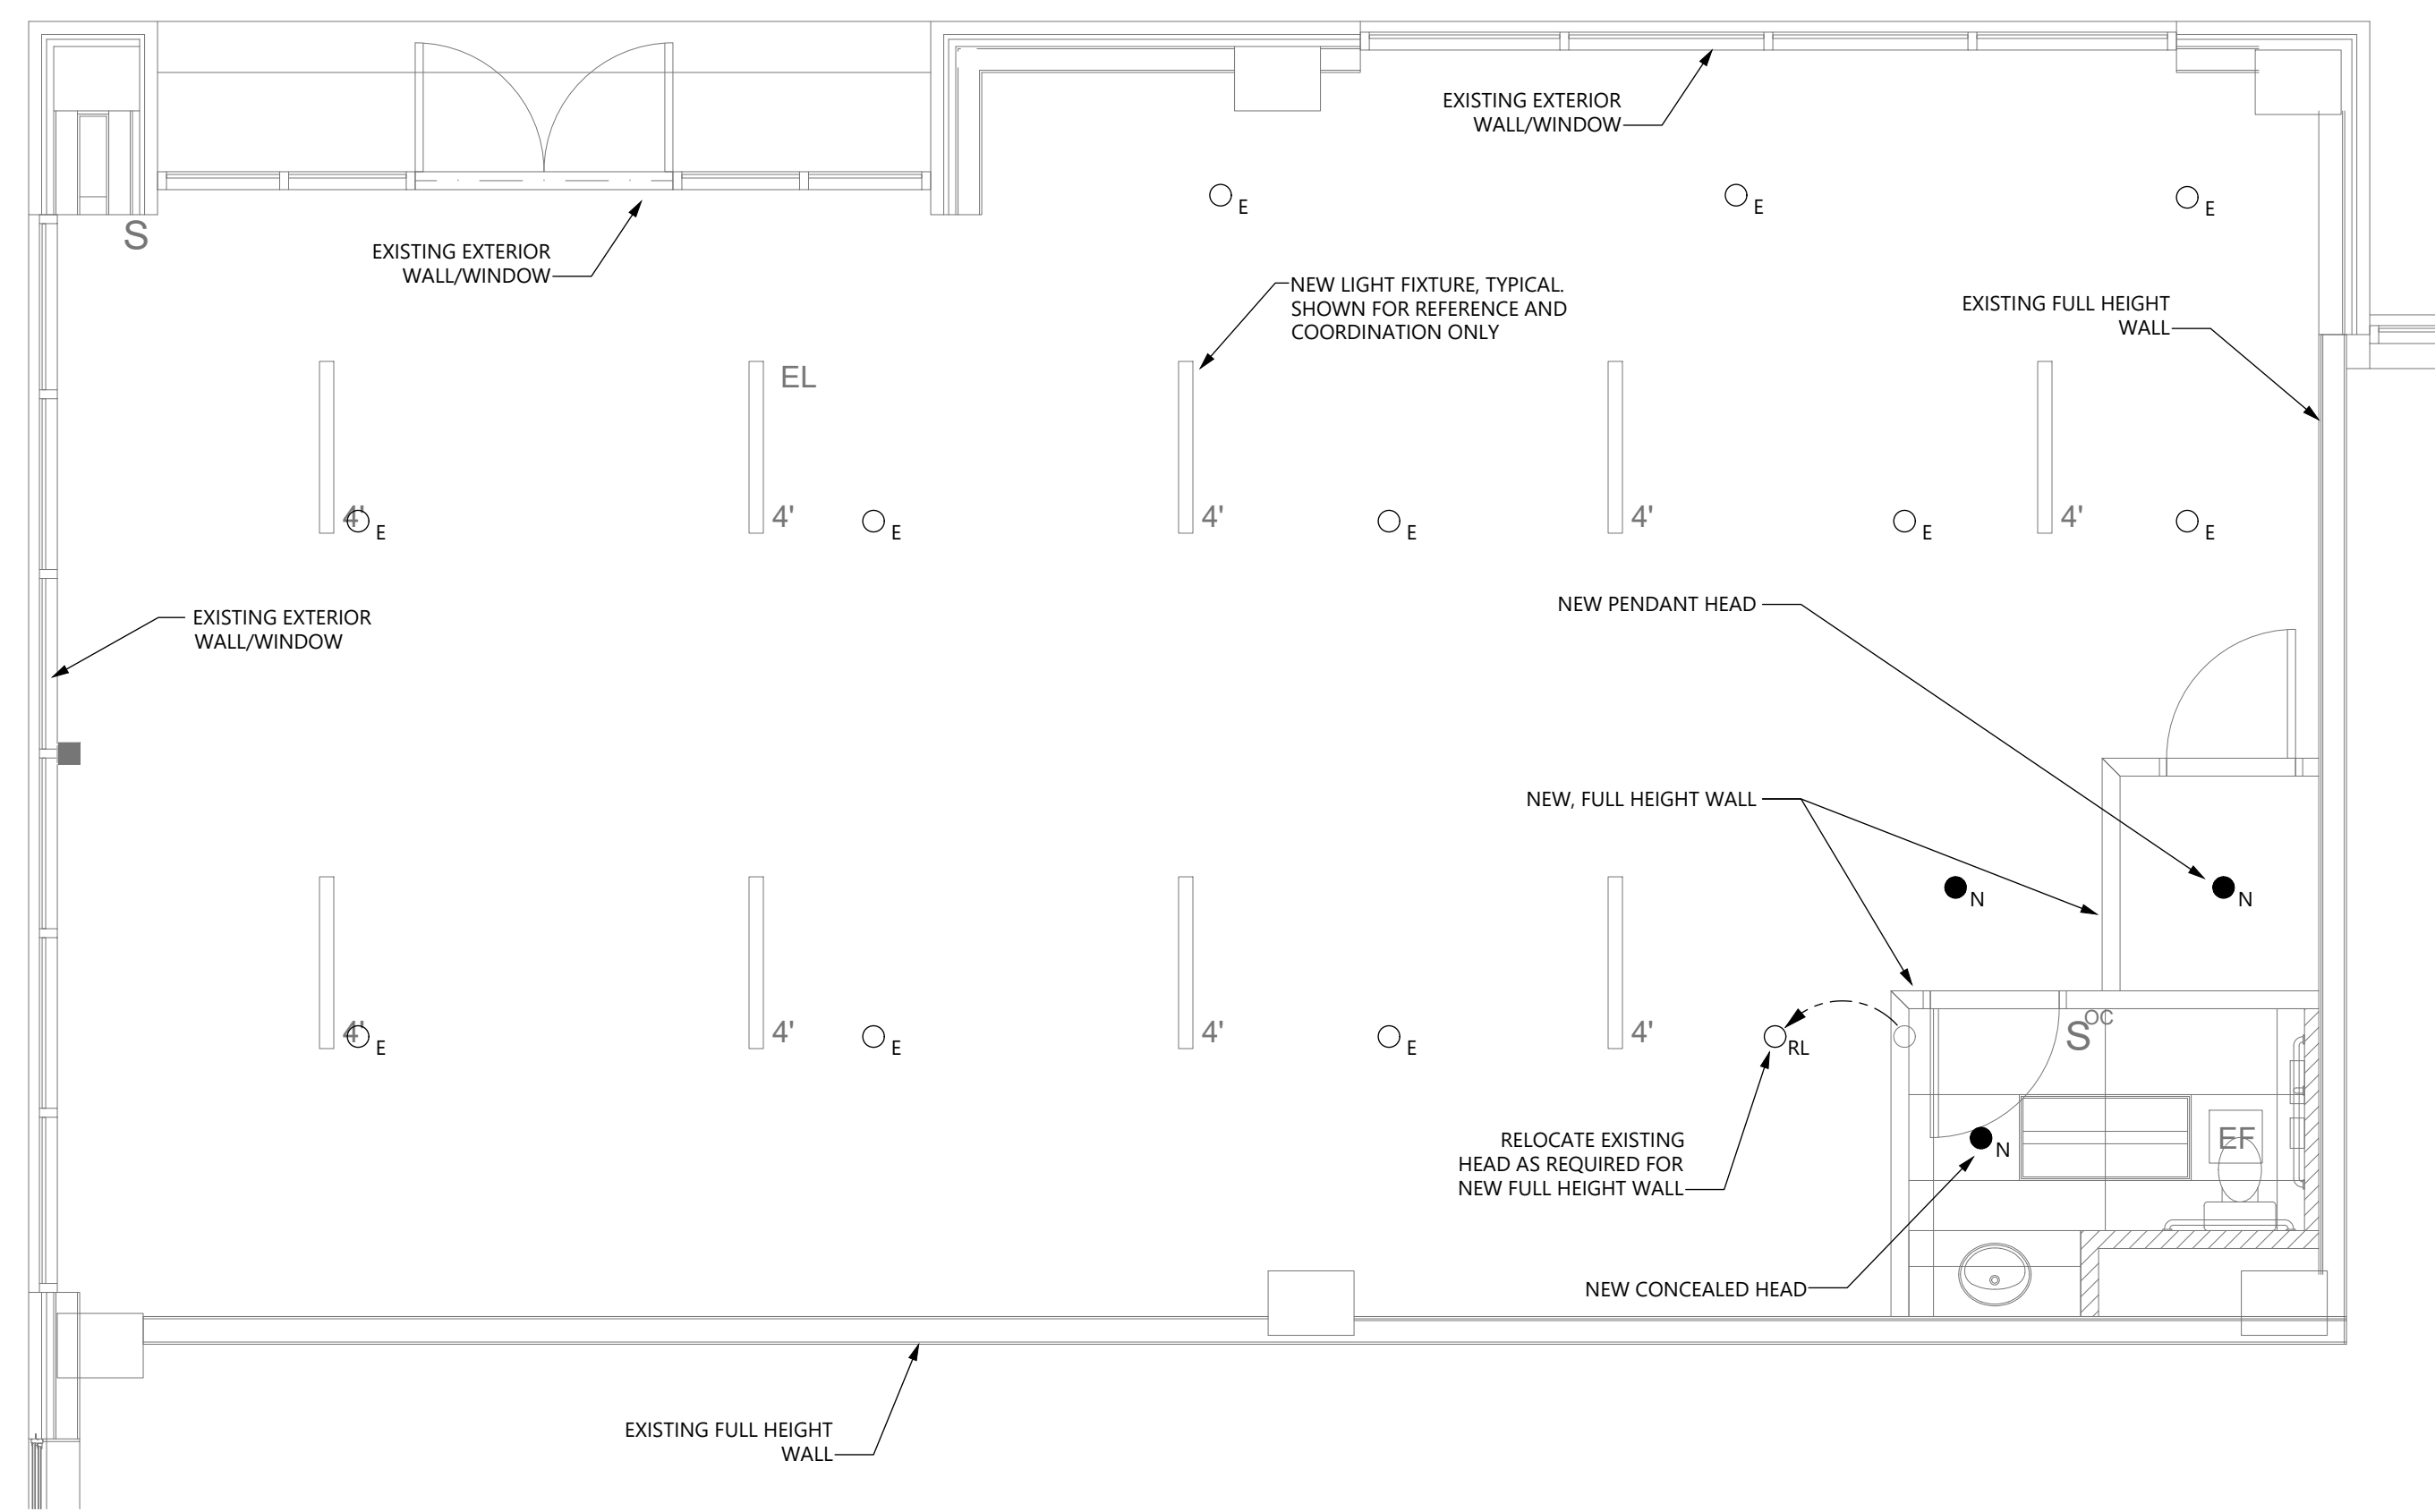 EXISTING EXTERIOR
WALL/WINDOW
E
E
E
S
EXISTING EXTERIOR
WALL/WINDOW
NEW LIGHT FIXTURE, TYPICAL.
SHOWN FOR REFERENCE AND
COORDINATION ONLY
EXISTING FULL HEIGHT
WALL
EL
4'
E
4'
E
4'
E
4'
E
4'
E
EXISTING EXTERIOR
WALL/WINDOW
NEW PENDANT HEAD
NEW, FULL HEIGHT WALL
N
N
4'
E
4'
E
4'
E
4'
RL
S OC
RELOCATE EXISTING
HEAD AS REQUIRED FOR
NEW FULL HEIGHT WALL
N
EF
NEW CONCEALED HEAD
EXISTING FULL HEIGHT
WALL